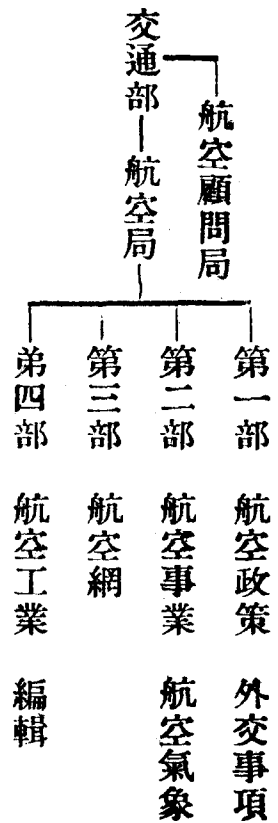 航空顧問局
交通部
航空局
第一部 航空政策 外交事項
第二部 航空事業 航空氣象
第三部 航空網
弟四部 航空工業 編輯